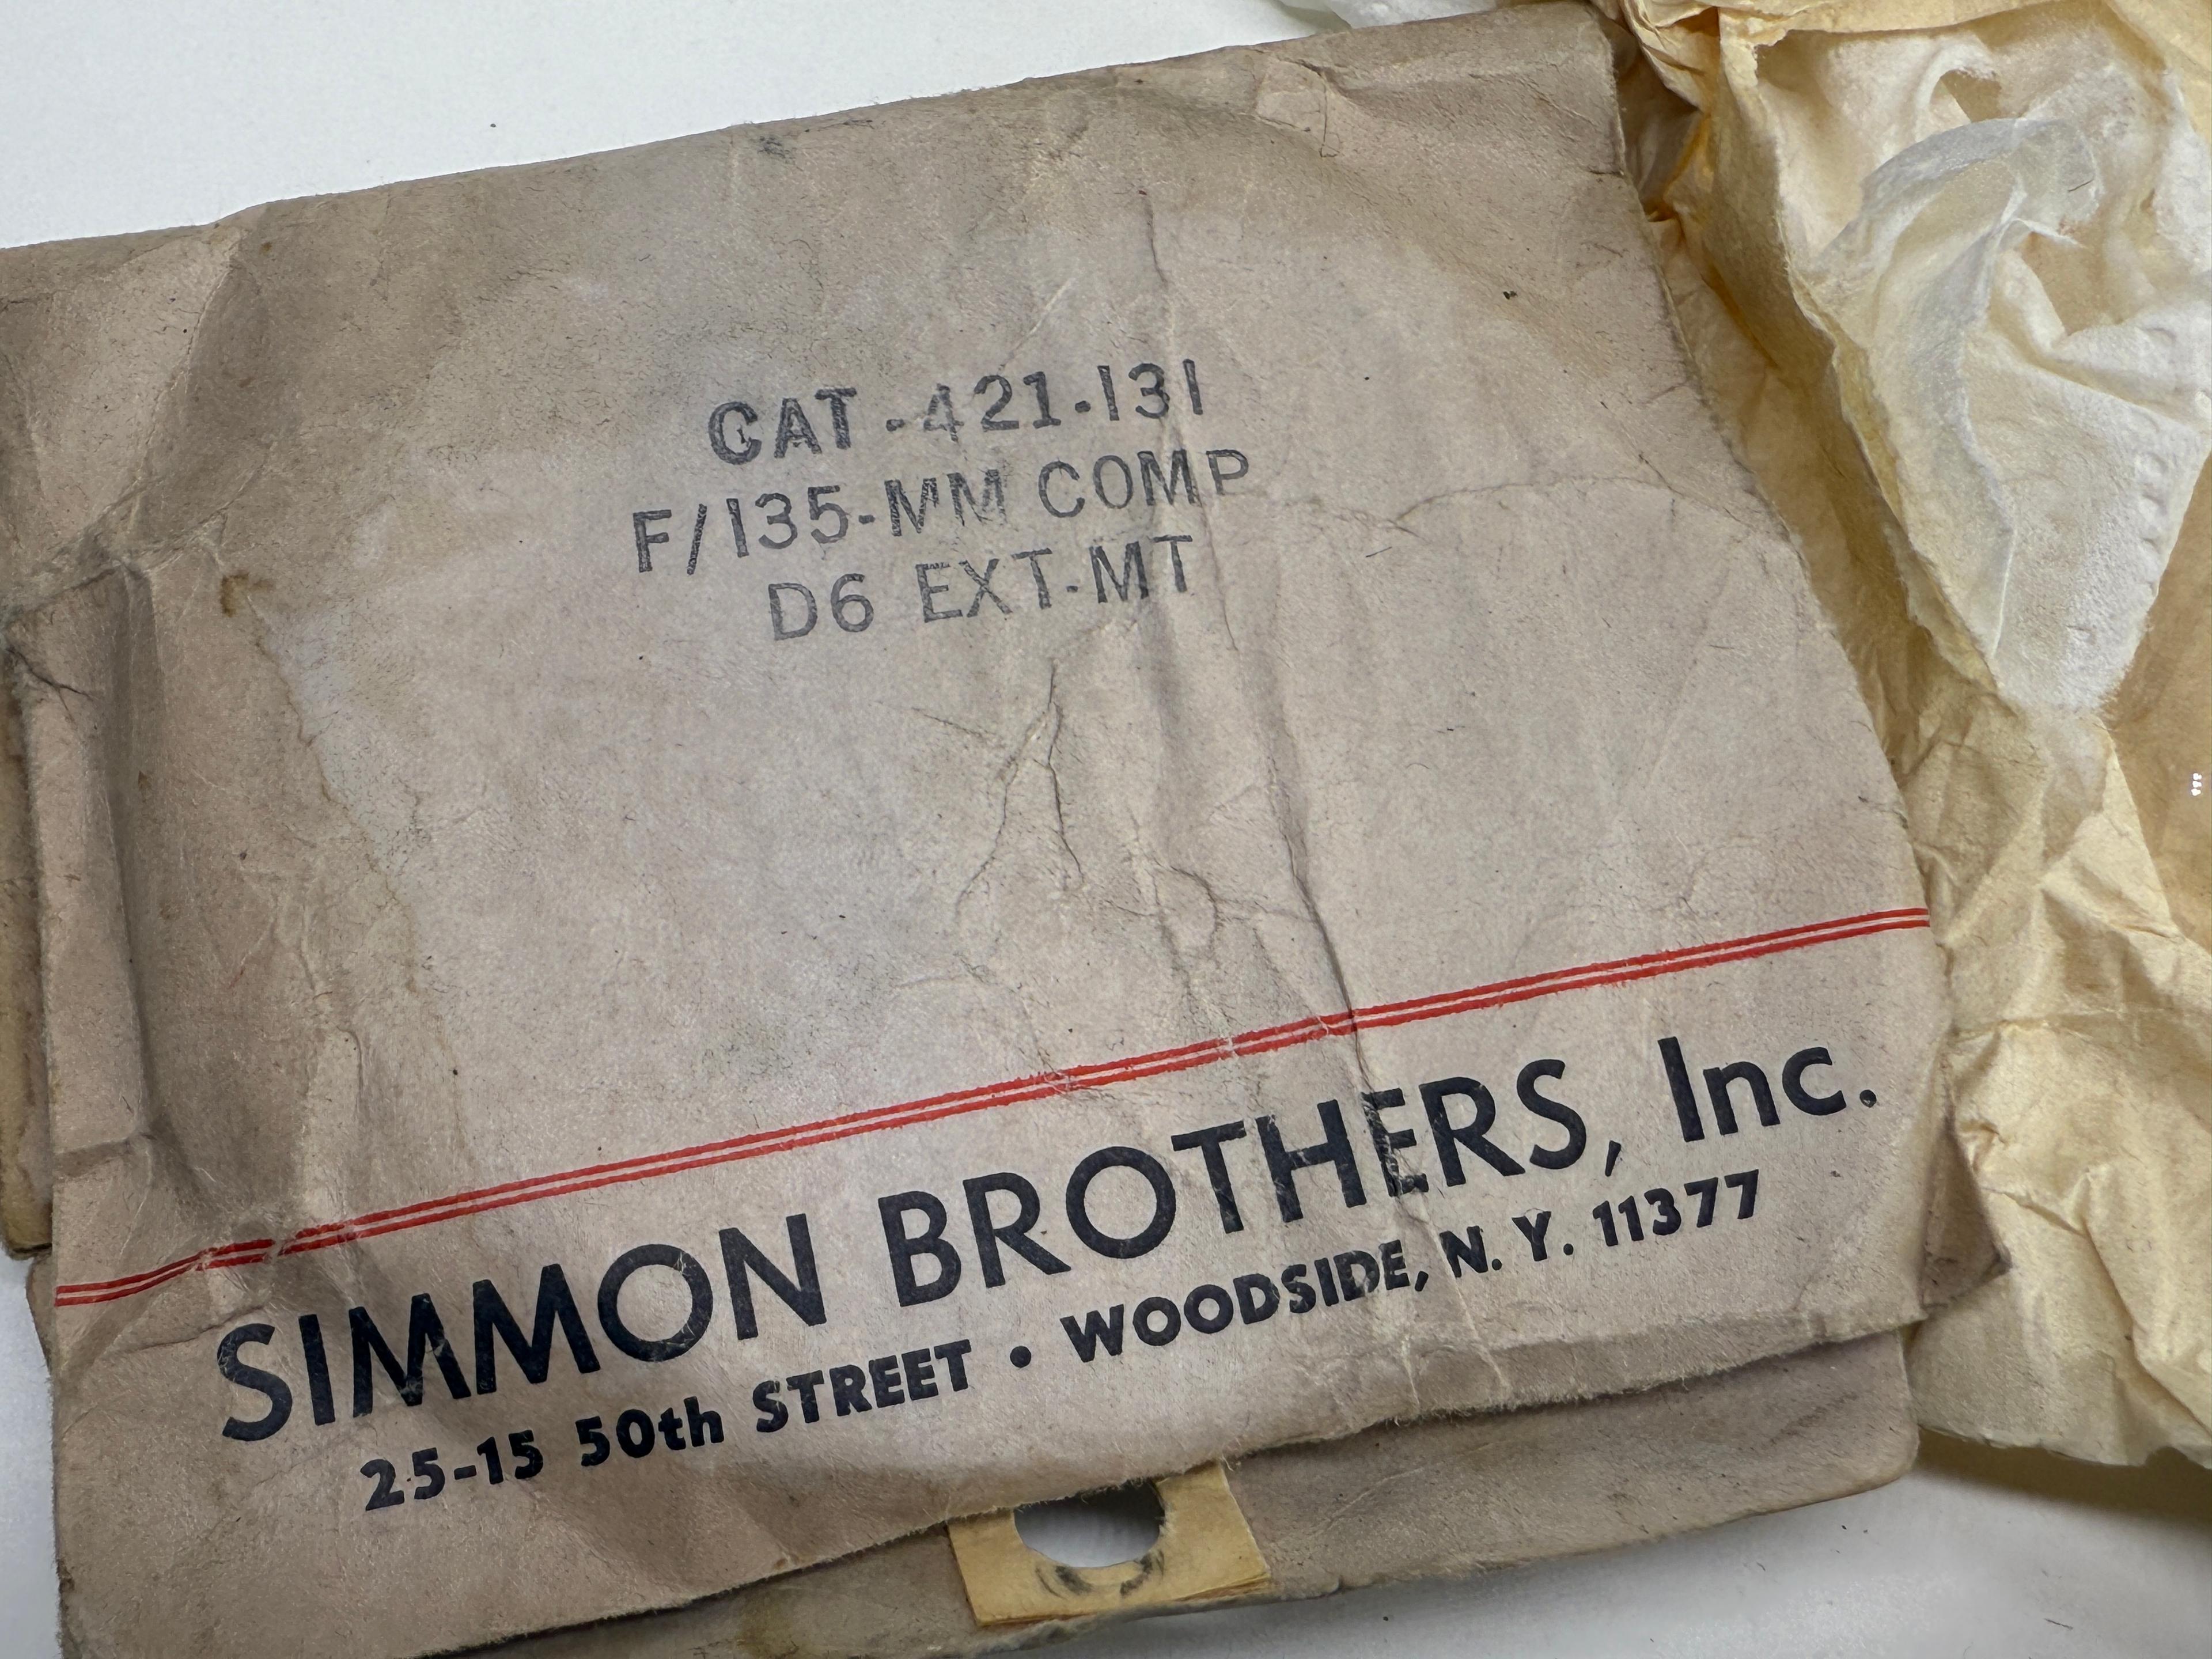 CAT-421-131
F/135-MM COMP
D6 EXT-MT
SIMMON BROTHERS, Inc.
25-15 50th STREET • WOODSIDE, N. Y. 11377